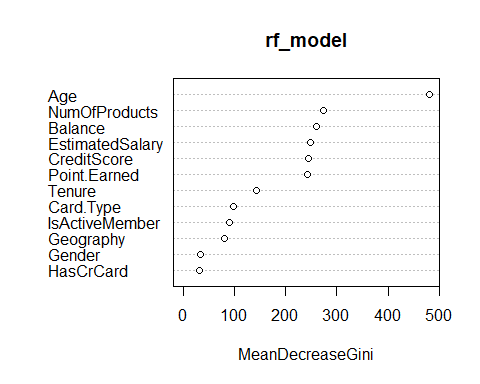 rf_model
Age
NumOfProducts
Balance
EstimatedSalary
CreditScore
Point.Earned
Tenure
Card.Type
IsActiveMember
Geography
Gender
HasCrCard
0 100 200 300 400 500
MeanDecreaseGini